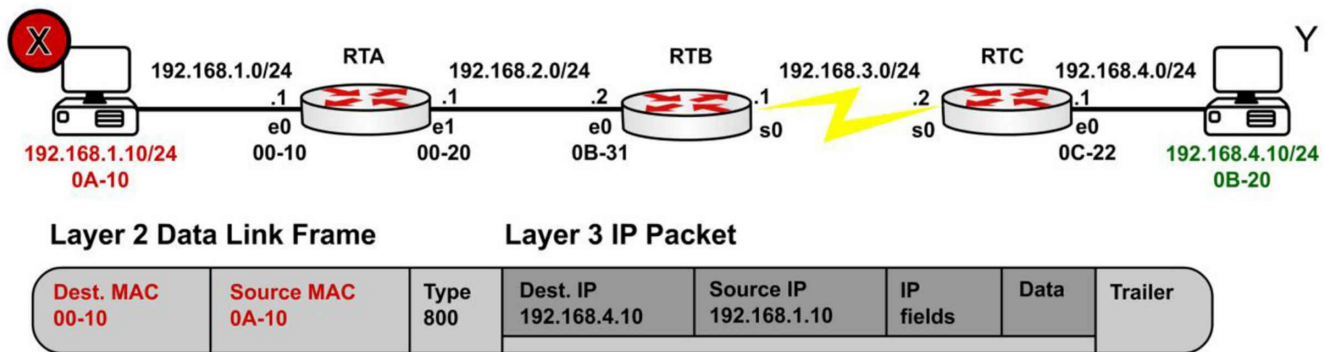 X
Y
RTA
RTB
RTC
192.168.1.0/24
192.168.2.0/24
192.168.3.0/24
192.168.4.0/24
.1
.1
.2
.1
.2
.1
e0
e1
e0
s0
s0
e0
00-10
00-20
0B-31
0C-22
192.168.1.10/24
0A-10
192.168.4.10/24
0B-20
Layer 2 Data Link Frame
Layer 3 IP Packet
Dest. MAC
00-10
Source MAC
0A-10
Type
800
Dest. IP
192.168.4.10
Source IP
192.168.1.10
IP
fields
Data
Trailer